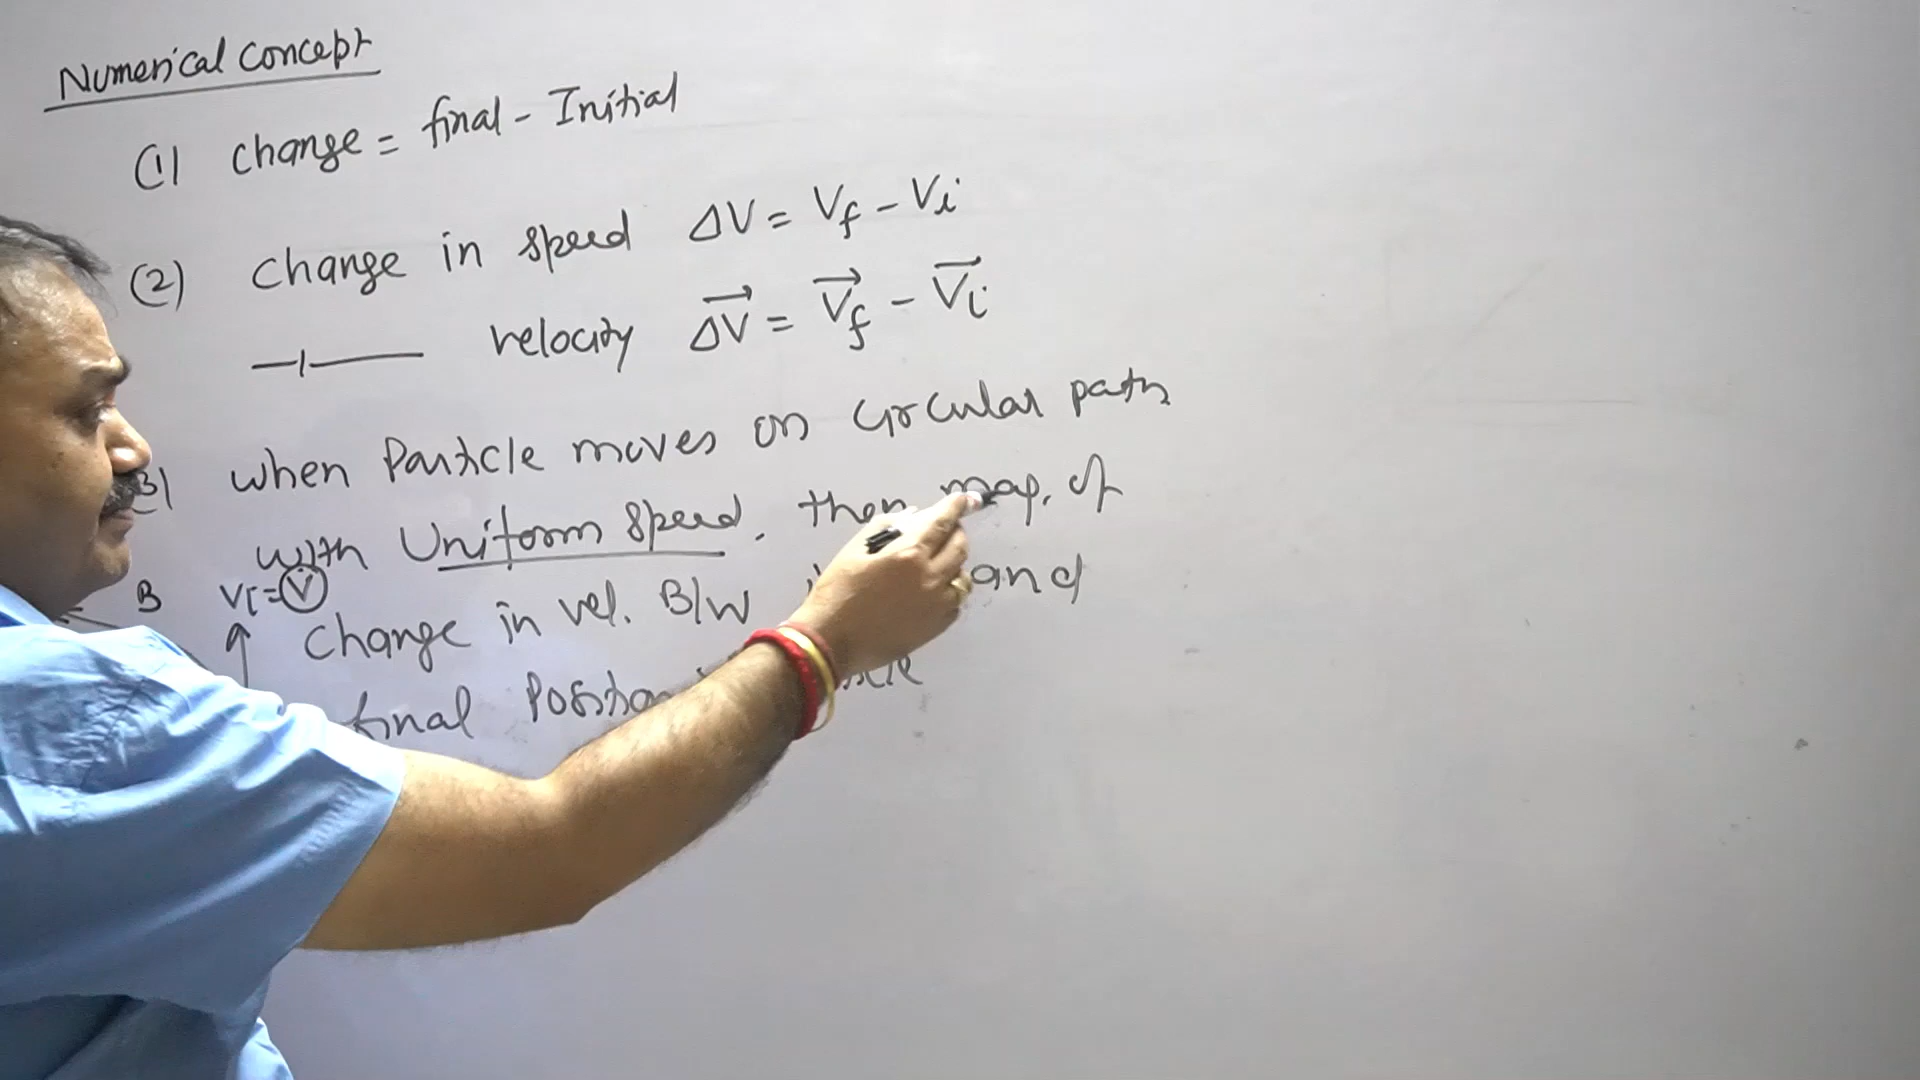 Numerical Concept
(1) change = final - Initial
(2) change in speed ΔV = Vf - Vi
velocity ΔV⃗ = V⃗f - V⃗i
3) when Particle moves on circular path
with Uniform speed. then mag. of
B Vi = V
change in vel. B/w and
final Position